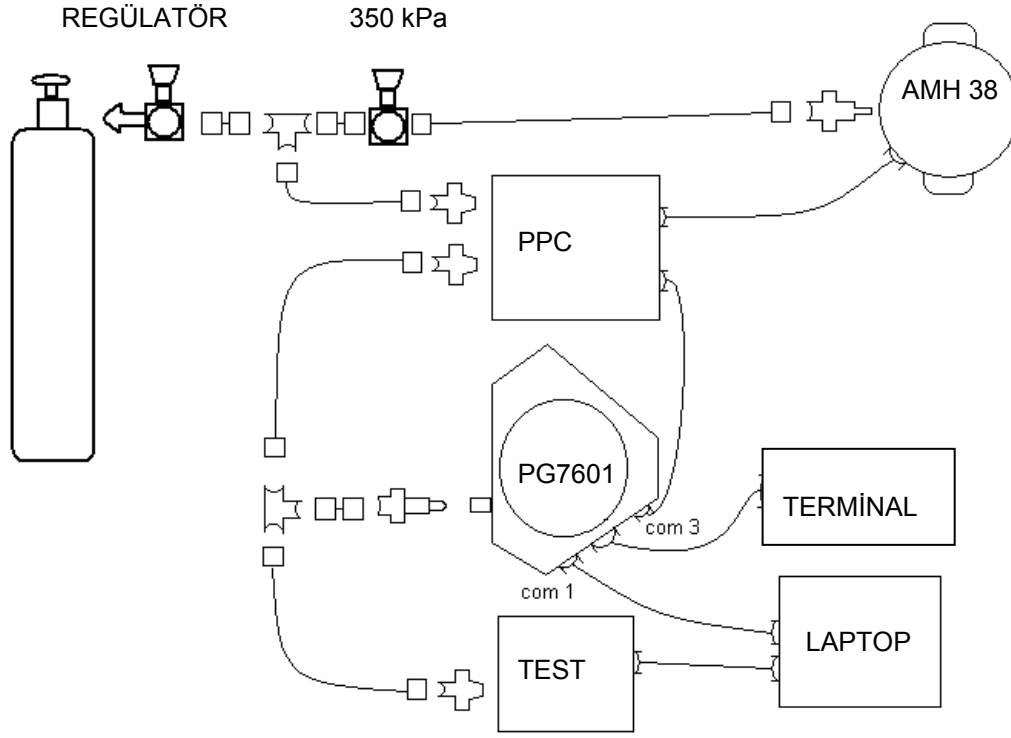 REGÜLATÖR
350 kPa
AMH 38
PPC
PG7601
com 3
TERMİNAL
com 1
TEST
LAPTOP